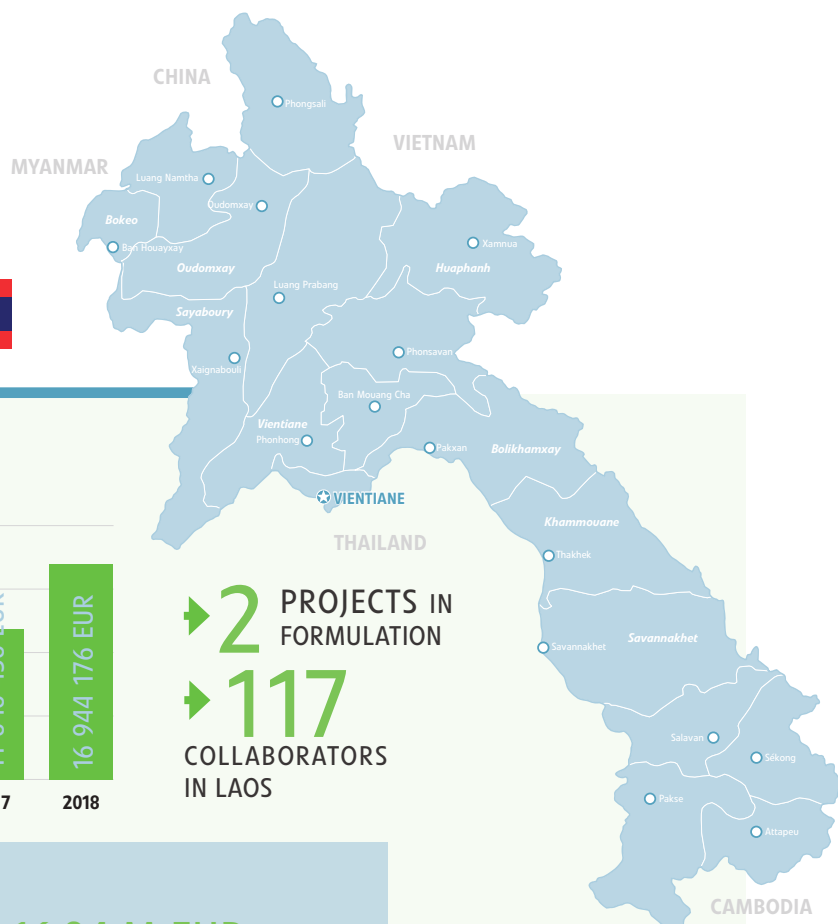 CHINA
Phongsali
VIETNAM
MYANMAR
Luang Namtha
Oudomxay
Bokeo
Ban Houayxay
Xamnua
Oudomxay
Huaphanh
Luang Prabang
Sayaboury
Phonsavan
Xaignabouli
Ban Mouang Cha
Vientiane
Phonhong
Pakxan
Bolikhamxay
VIENTIANE
Khammouane
THAILAND
Thakhek
Savannakhet
Savannakhet
Salavan
Sékong
Pakse
Attapeu
CAMBODIA
16 944 176 EUR
7
2018
2 PROJECTS IN
FORMULATION
117
COLLABORATORS
IN LAOS